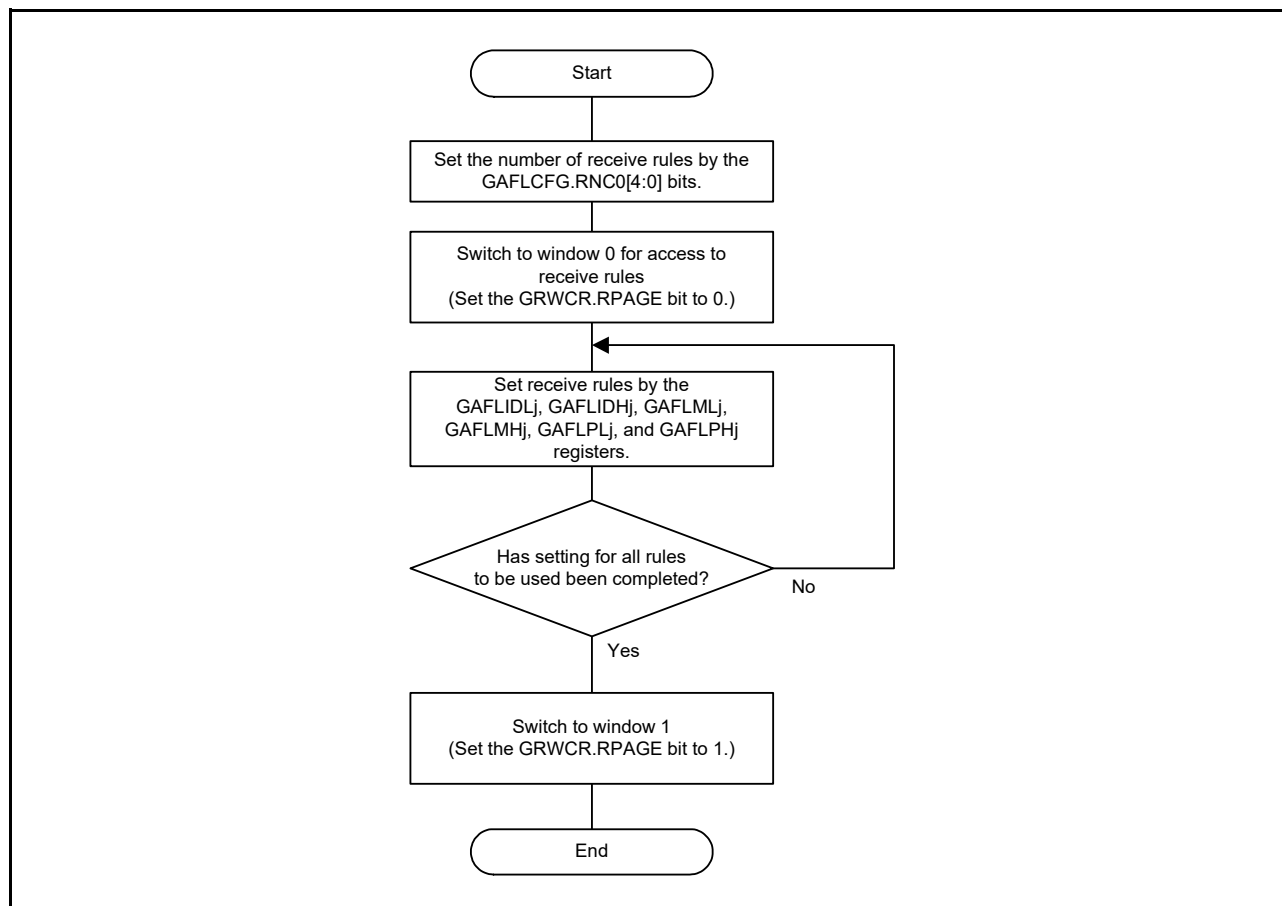 Start
Set the number of receive rules by the
GAFLCFG.RNC0[4:0] bits.
Switch to window 0 for access to
receive rules
(Set the GRWCR.RPAGE bit to 0.)
Set receive rules by the
GAFLIDLj, GAFLIDHj, GAFLMLj,
GAFLMHj, GAFLPLj, and GAFLPHj
registers.
Has setting for all rules
to be used been completed?
No
Yes
Switch to window 1
(Set the GRWCR.RPAGE bit to 1.)
End